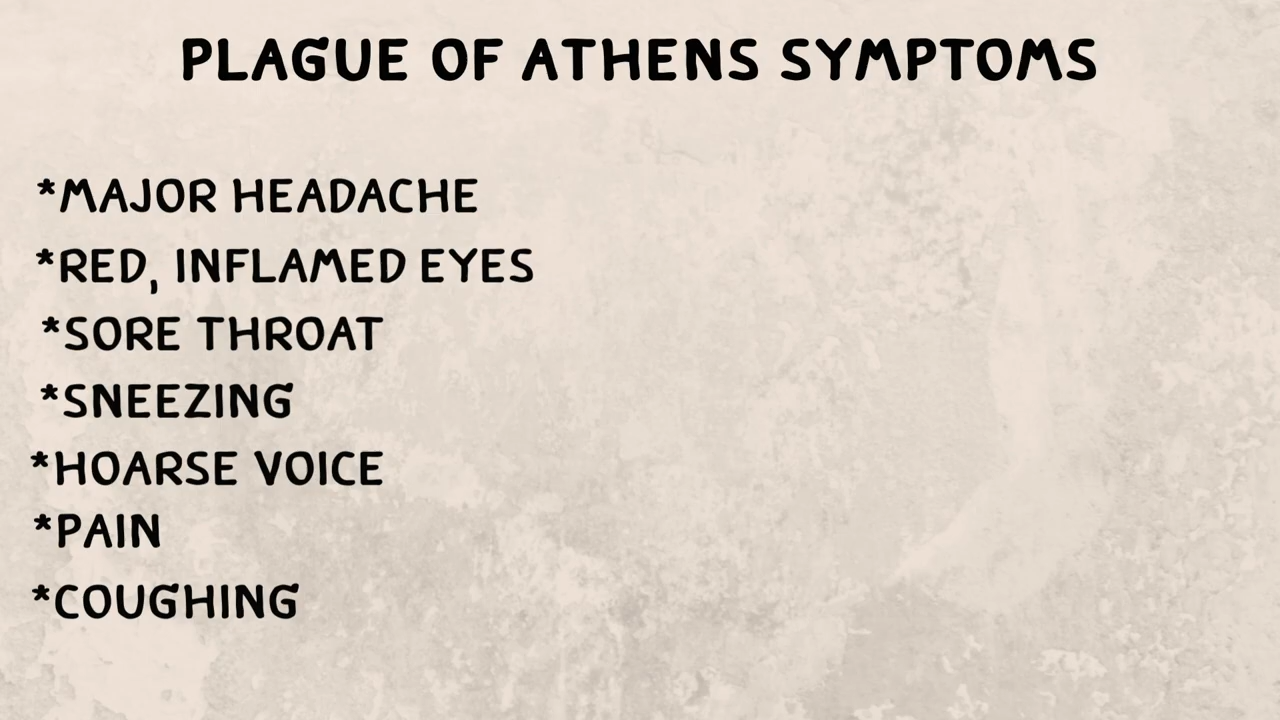 PLAGUE OF ATHENS SYMPTOMS
*MAJOR HEADACHE
*RED, INFLAMED EYES
*SORE THROAT
*SNEEZING
*HOARSE VOICE
*PAIN
*COUGHING